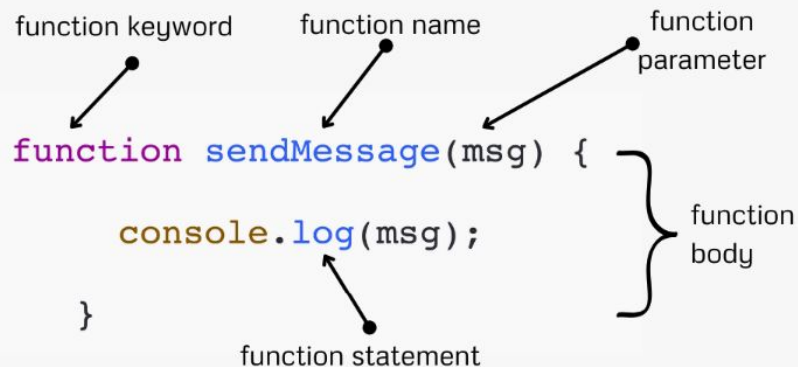 function keyword
function name
function
parameter
function sendMessage(msg) {
console.log(msg);
function
body
}
function statement